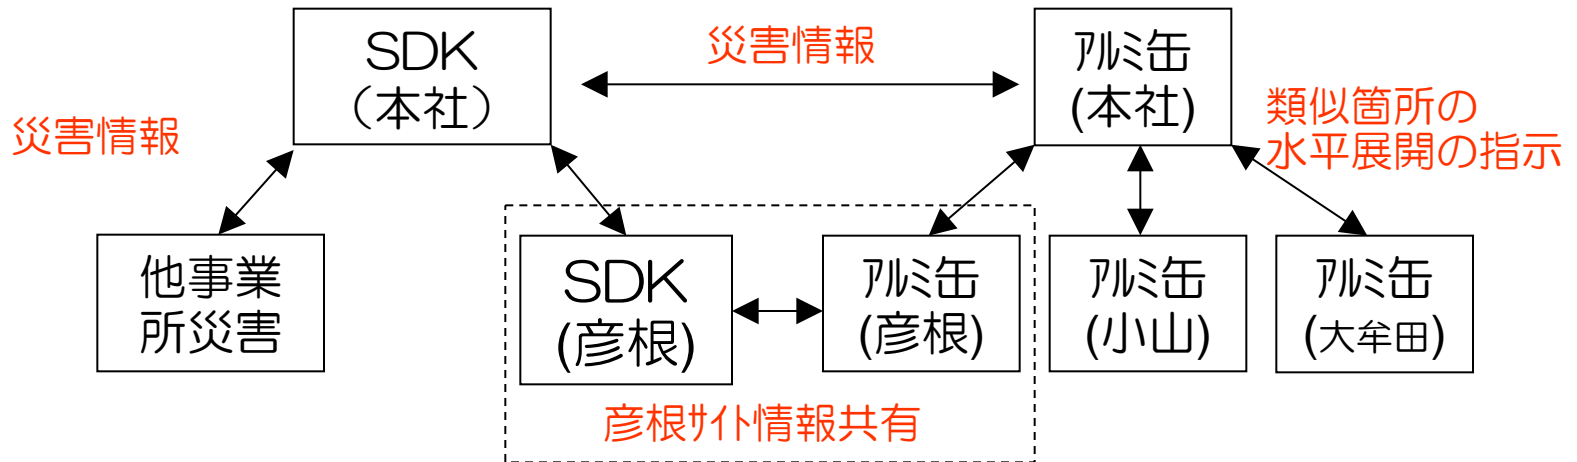 SDK
（本社）
災害情報
ｱﾙﾐ缶
(本社)
類似箇所の
水平展開の指示
災害情報
他事業
所災害
SDK
(彦根)
ｱﾙﾐ缶
(彦根)
ｱﾙﾐ缶
(小山)
ｱﾙﾐ缶
(大牟田)
彦根ｻｲﾄ情報共有